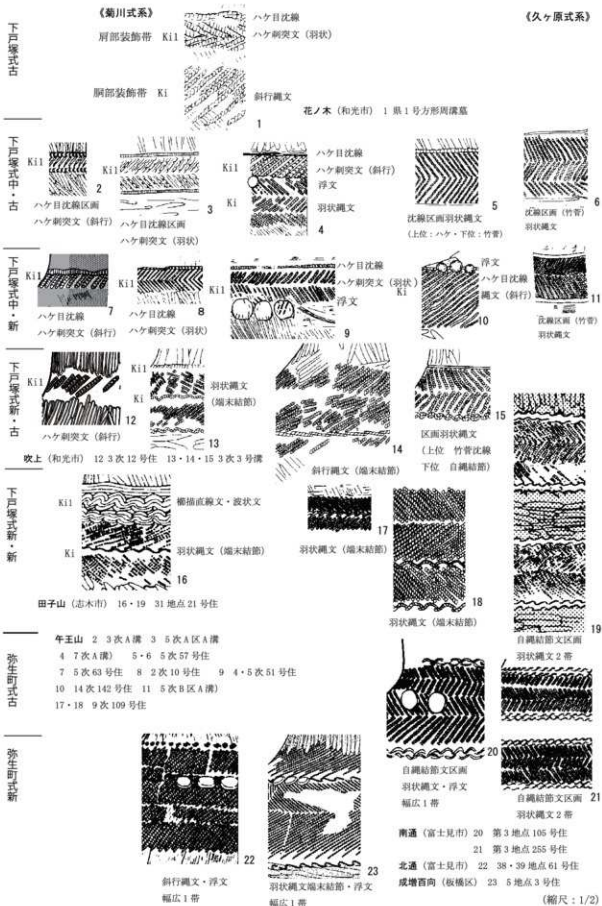 《菊川式系》
《久ヶ原式系》
下戸塚式古
肩部装飾帯 Ki1
ハケ目沈線
ハケ刺突文（羽状）
胴部装飾帯 Ki
斜行縄文
1
花ノ木（和光市） 1 県1号方形周溝墓
下戸塚式中・古
Ki1
2
ハケ目沈線区画
ハケ刺突文（斜行）
Ki1
3
ハケ目沈線区画
ハケ刺突文（羽状）
Ki1
Ki
4
ハケ目沈線
ハケ刺突文（斜行）
浮文
羽状縄文
5
沈線区画羽状縄文
（上位：ハケ・下位：竹菅）
6
沈線区画（竹菅）
羽状縄文
下戸塚式中・新
Ki1
7
ハケ目沈線
ハケ刺突文（斜行）
Ki1
8
ハケ目沈線
ハケ刺突文（羽状）
Ki1
9
ハケ目沈線
ハケ刺突文（羽状）
浮文
Ki
10
浮文
ハケ目沈線
縄文（斜行）
11
沈線区画（竹菅）
羽状縄文
下戸塚式新・古
Ki1
12
ハケ刺突文（斜行）
Ki1
Ki
13
羽状縄文
（端末結節）
14
斜行縄文（端末結節）
Ki1
15
区画羽状縄文
（上位 竹菅沈線
下位 自縄結節）
吹上（和光市） 12 3次12号住 13・14・15 3次3号溝
下戸塚式新・新
Ki1
Ki
16
櫛描直線文・波状文
羽状縄文（端末結節）
17
羽状縄文（端末結節）
18
羽状縄文（端末結節）
19
自縄結節文区画
羽状縄文2帯
田子山（志木市） 16・19 31地点21号住
弥生町式古
午王山 2 3次A溝 3 5次A区A溝
4 7次A溝） 5・6 5次57号住
7 5次63号住 8 2次10号住 9 4・5次51号住
10 14次142号住 11 5次B区A溝）
17・18 9次109号住
20
自縄結節文区画
羽状縄文・浮文
幅広1帯
21
自縄結節文区画
羽状縄文2帯
弥生町式新
22
斜行縄文・浮文
幅広1帯
23
羽状縄文端末結節・浮文
幅広1帯
南通（富士見市） 20 第3地点105号住
21 第3地点255号住
北通（富士見市） 22 38・39地点61号住
成増百向（板橋区） 23 5地点3号住
（縮尺：1/2）